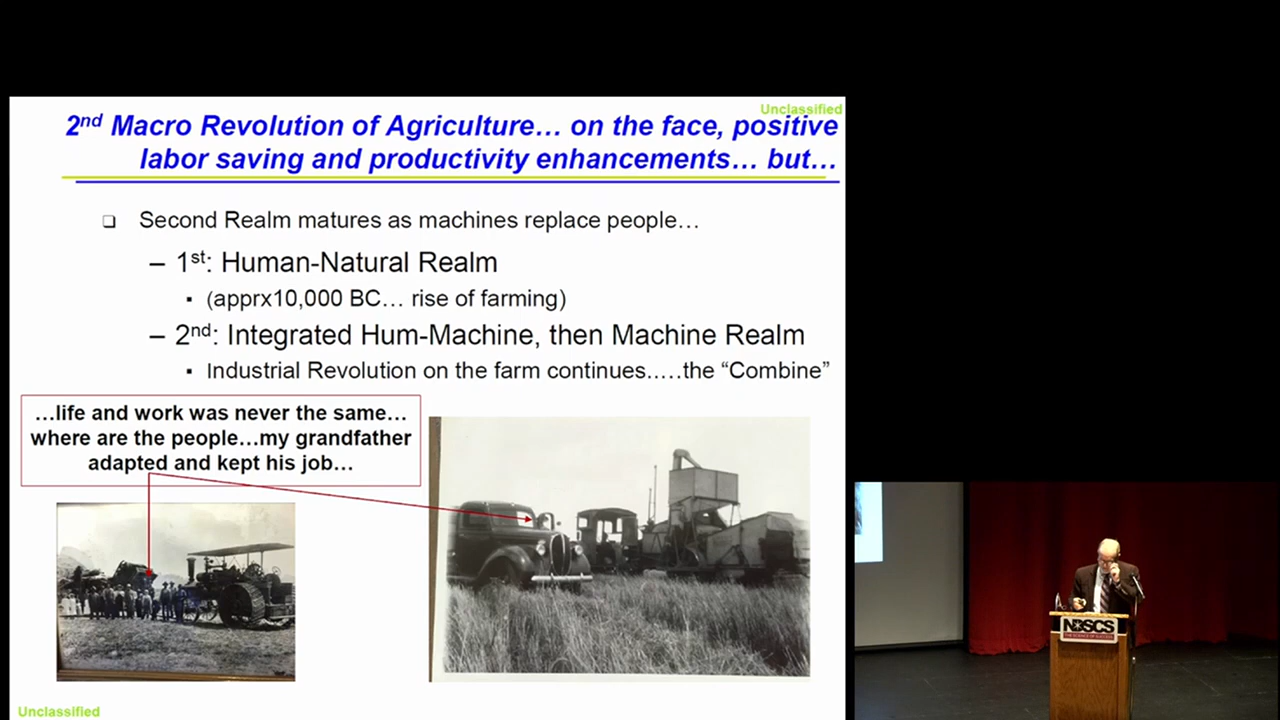 Unclassified
2nd Macro Revolution of Agriculture… on the face, positive
labor saving and productivity enhancements… but…
Second Realm matures as machines replace people…
– 1st: Human-Natural Realm
(apprx10,000 BC… rise of farming)
– 2nd: Integrated Hum-Machine, then Machine Realm
Industrial Revolution on the farm continues…..the “Combine”
…life and work was never the same…
where are the people…my grandfather
adapted and kept his job…
Unclassified
NDSCS